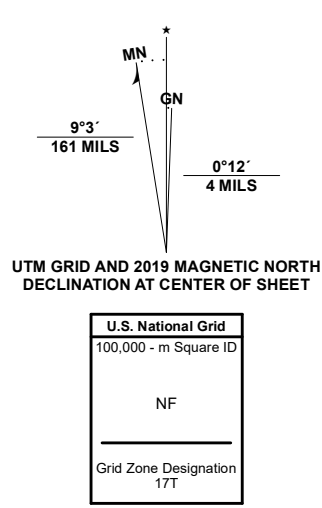 ★
MN
GN
9°3´
161 MILS
0°12´
4 MILS
UTM GRID AND 2019 MAGNETIC NORTH
DECLINATION AT CENTER OF SHEET
U.S. National Grid
100,000 - m Square ID
NF
Grid Zone Designation
17T